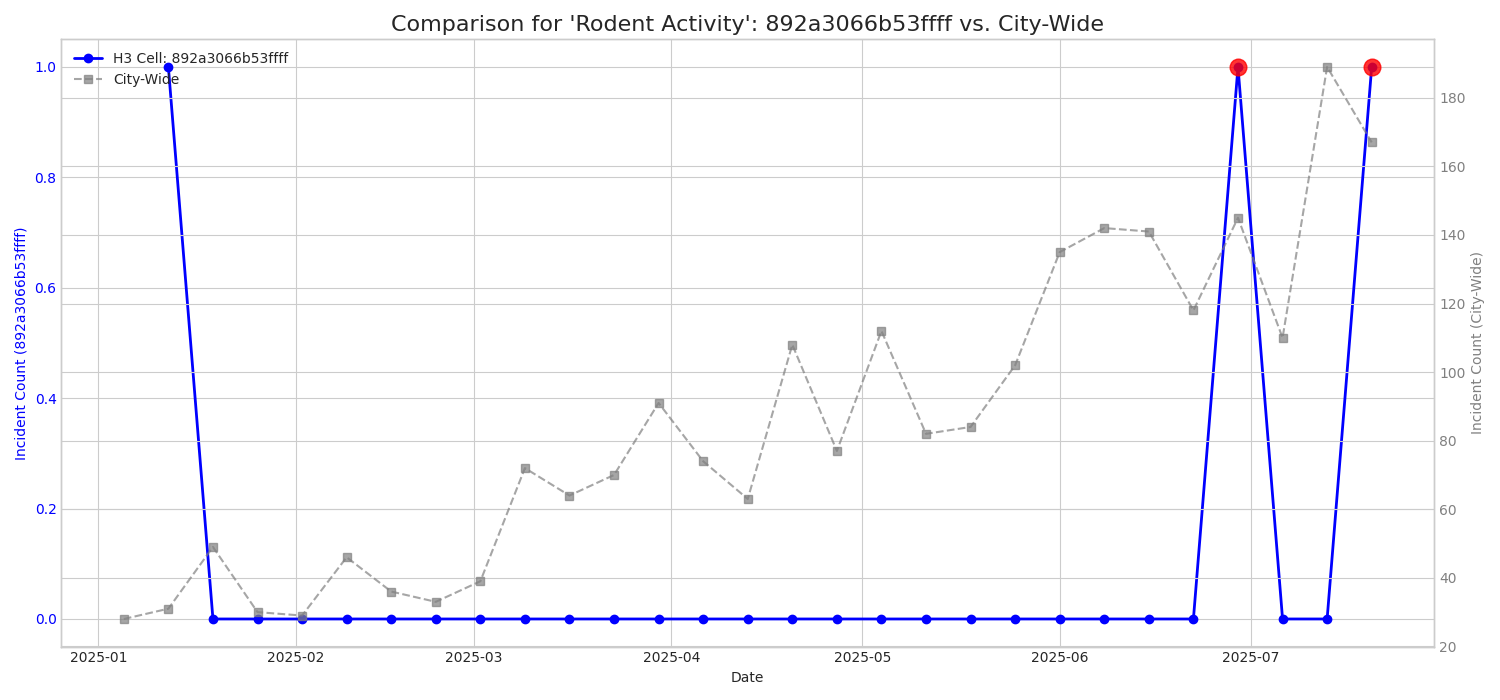 Comparison for 'Rodent Activity': 892a3066b53ffff vs. City-Wide
H3 Cell: 892a3066b53ffff
City-Wide
Incident Count (892a3066b53ffff)
1.0
0.8
0.6
0.4
0.2
0.0
180
160
140
120
100
80
60
40
20
Incident Count (City-Wide)
2025-01 2025-02 2025-03 2025-04 2025-05 2025-06 2025-07
Date